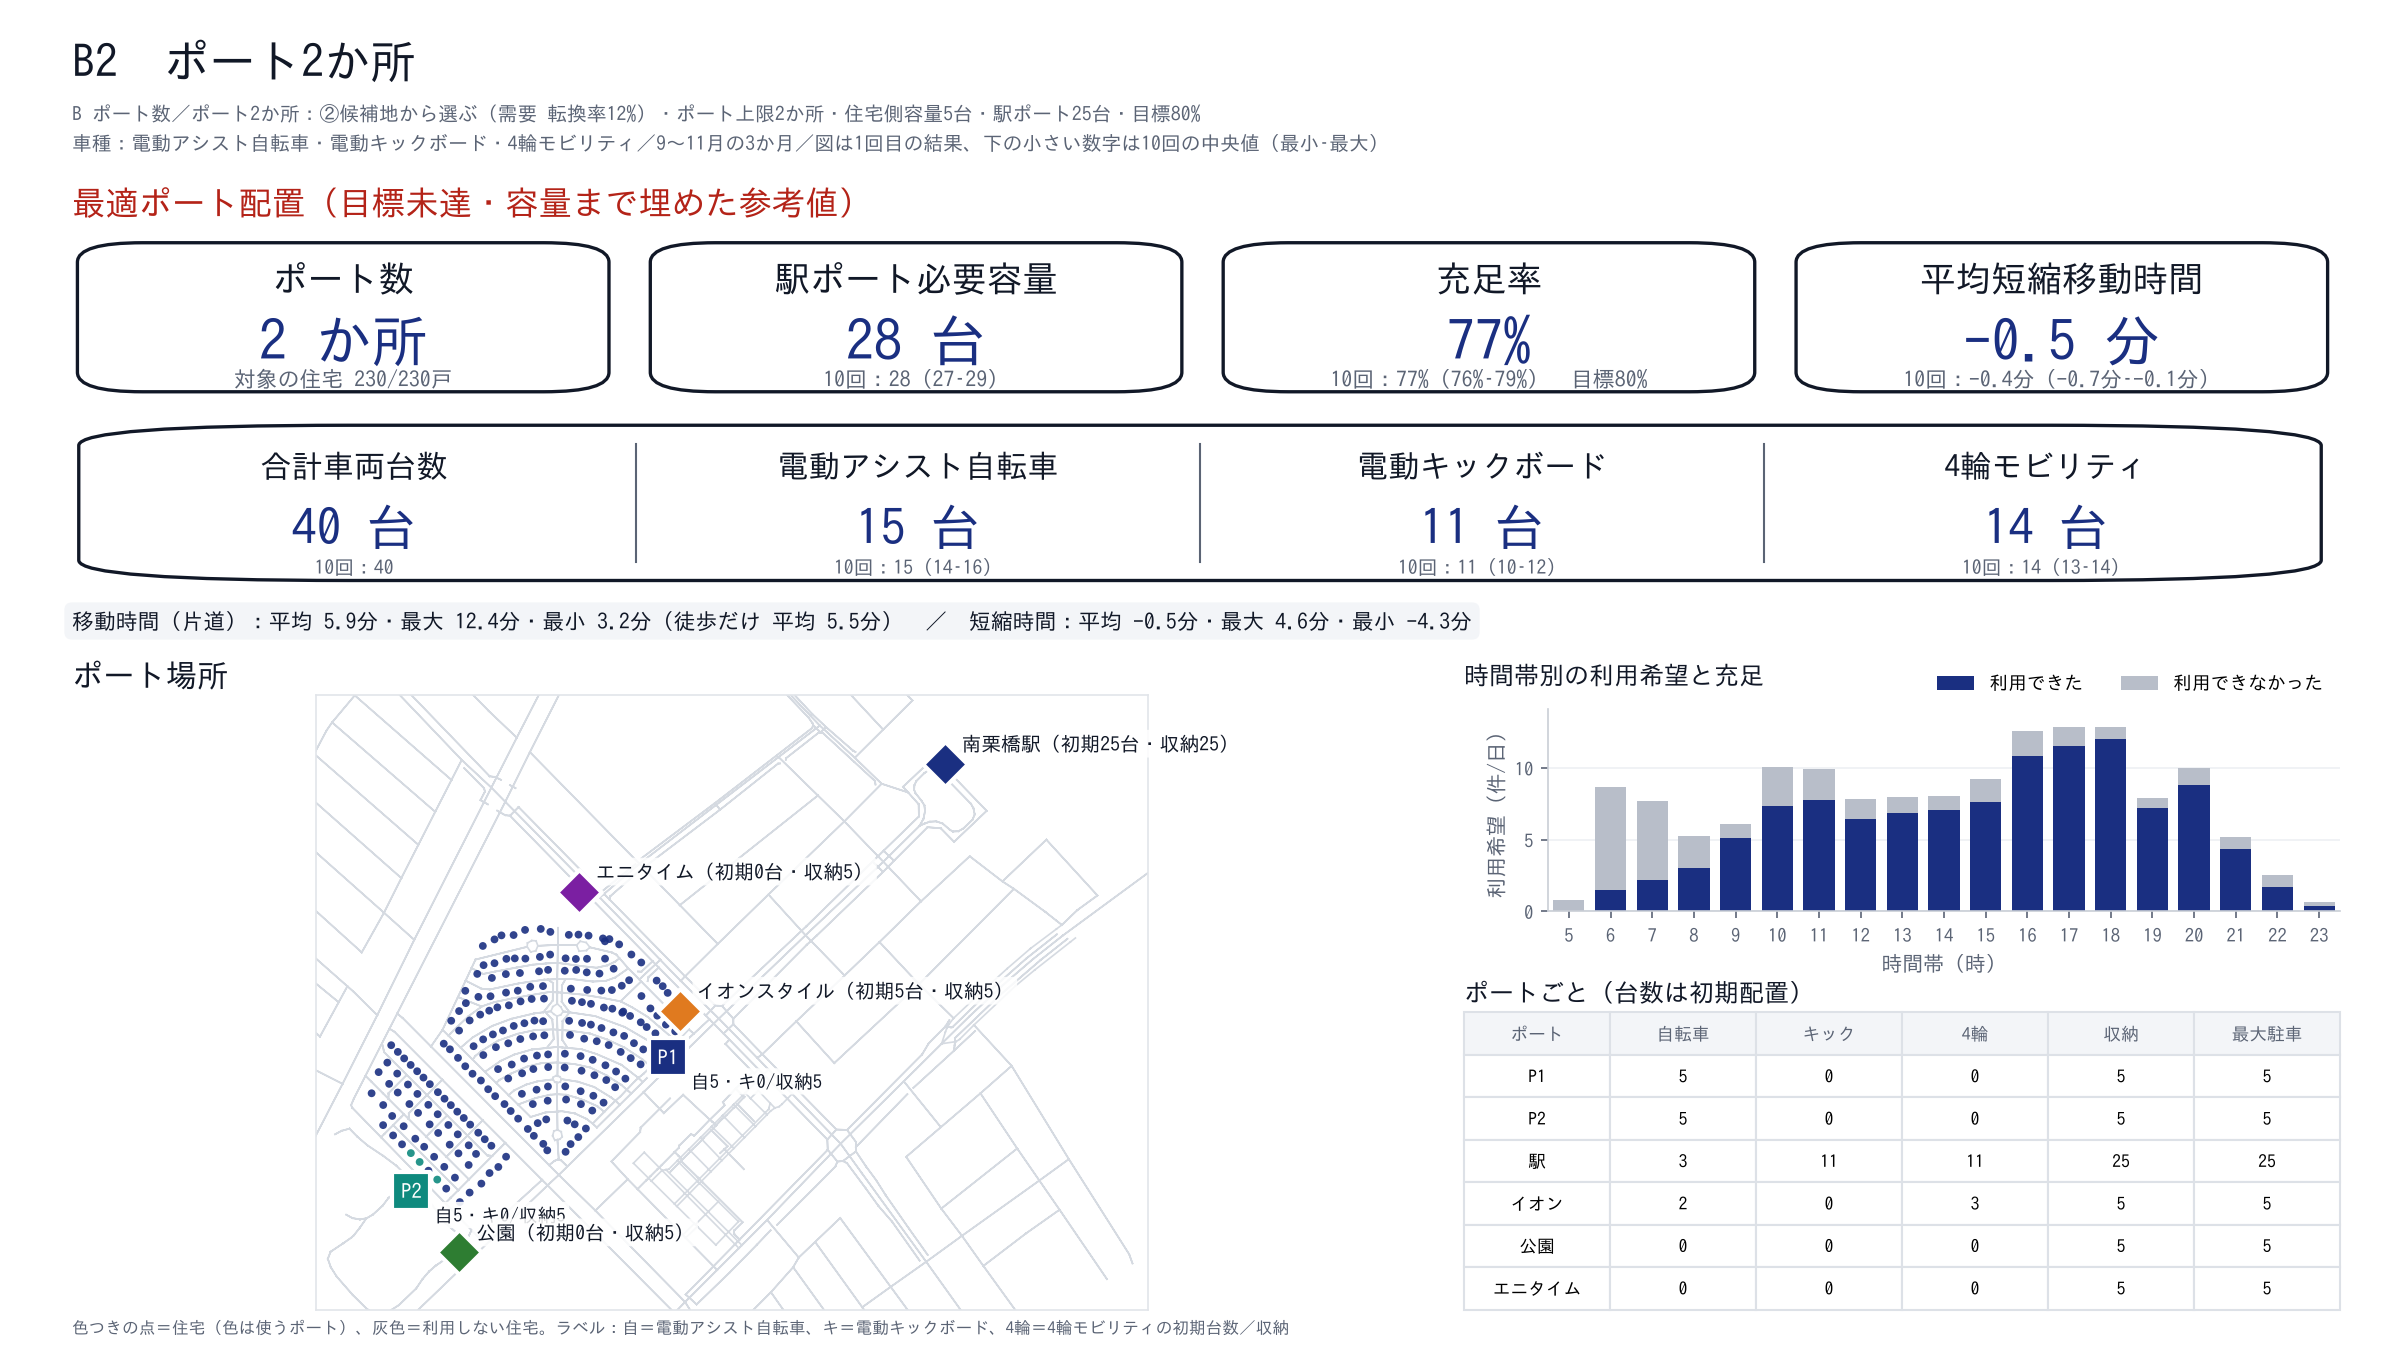 B2　ポート2か所
B ポート数／ポート2か所：②候補地から選ぶ（需要 転換率12%）・ポート上限2か所・住宅側容量5台・駅ポート25台・目標80%
車種：電動アシスト自転車・電動キックボード・4輪モビリティ／9〜11月の3か月／図は1回目の結果、下の小さい数字は10回の中央値（最小-最大）
最適ポート配置（目標未達・容量まで埋めた参考値）
ポート数
2 か所
対象の住宅 230/230戸
駅ポート必要容量
28 台
10回：28（27-29）
充足率
77%
10回：77%（76%-79%）　目標80%
平均短縮移動時間
-0.5 分
10回：-0.4分（-0.7分--0.1分）
合計車両台数
40 台
10回：40
電動アシスト自転車
15 台
10回：15（14-16）
電動キックボード
11 台
10回：11（10-12）
4輪モビリティ
14 台
10回：14（13-14）
移動時間（片道）：平均 5.9分・最大 12.4分・最小 3.2分（徒歩だけ 平均 5.5分）　／　短縮時間：平均 -0.5分・最大 4.6分・最小 -4.3分
ポート場所
南栗橋駅（初期25台・収納25）
エニタイム（初期0台・収納5）
イオンスタイル（初期5台・収納5）
P1
自5・キ0/収納5
P2
自5・キ0/収納5
公園（初期0台・収納5）
時間帯別の利用希望と充足
利用できた
利用できなかった
利用希望（件/日）
10
5
0
5 6 7 8 9 10 11 12 13 14 15 16 17 18 19 20 21 22 23
時間帯（時）
ポートごと（台数は初期配置）
ポート 自転車 キック 4輪 収納 最大駐車
P1 5 0 0 5 5
P2 5 0 0 5 5
駅 3 11 11 25 25
イオン 2 0 3 5 5
公園 0 0 0 5 5
エニタイム 0 0 0 5 5
色つきの点＝住宅（色は使うポート）、灰色＝利用しない住宅。ラベル：自＝電動アシスト自転車、キ＝電動キックボード、4輪＝4輪モビリティの初期台数／収納